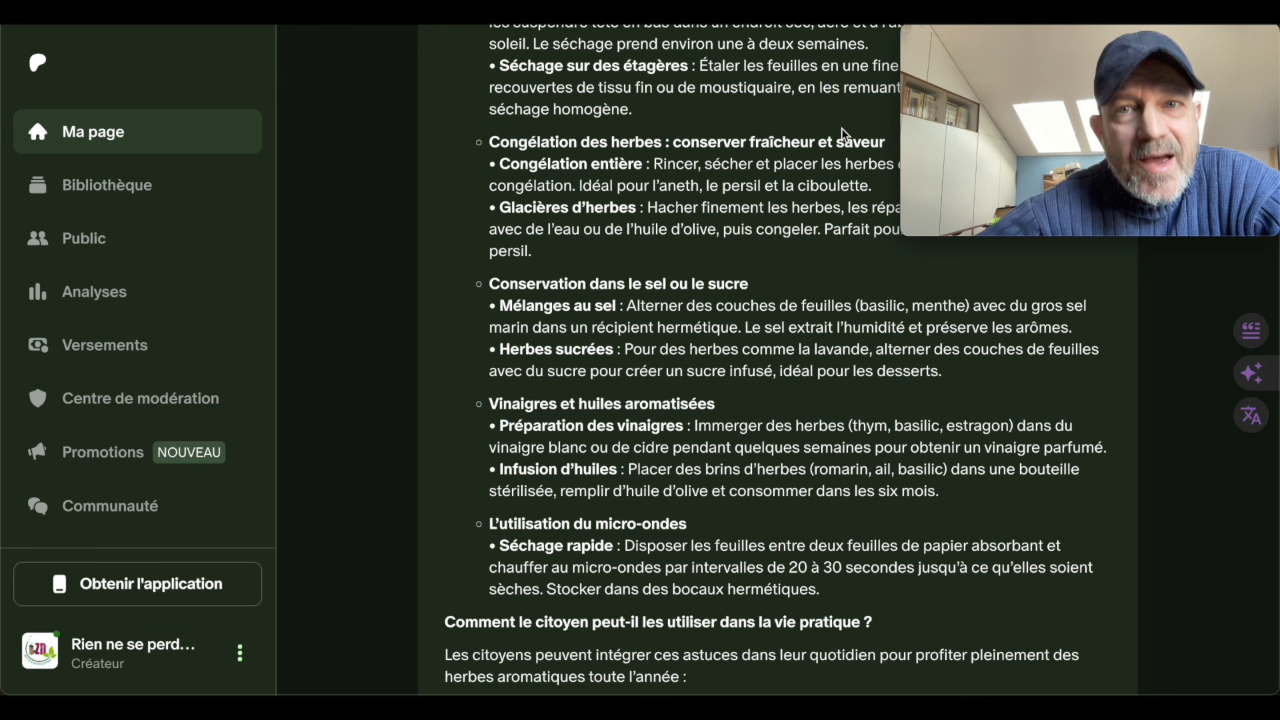 Ma page
Bibliothèque
Public
Analyses
Versements
Centre de modération
Promotions NOUVEAU
Communauté
Obtenir l'application
Rien ne se perd…
Créateur
les suspendre tête en bas dans un endroit sec, aéré et à l'a
soleil. Le séchage prend environ une à deux semaines.
• Séchage sur des étagères : Étaler les feuilles en une fine
recouvertes de tissu fin ou de moustiquaire, en les remuant
séchage homogène.
Congélation des herbes : conserver fraîcheur et saveur
• Congélation entière : Rincer, sécher et placer les herbes
congélation. Idéal pour l'aneth, le persil et la ciboulette.
• Glacières d'herbes : Hacher finement les herbes, les
avec de l'eau ou de l'huile d'olive, puis congeler. Parfait
persil.
Conservation dans le sel ou le sucre
• Mélanges au sel : Alterner des couches de feuilles (basilic, menthe) avec du gros sel
marin dans un récipient hermétique. Le sel extrait l'humidité et préserve les arômes.
• Herbes sucrées : Pour des herbes comme la lavande, alterner des couches de feuilles
avec du sucre pour créer un sucre infusé, idéal pour les desserts.
Vinaigres et huiles aromatisées
• Préparation des vinaigres : Immerger des herbes (thym, basilic, estragon) dans du
vinaigre blanc ou de cidre pendant quelques semaines pour obtenir un vinaigre parfumé.
• Infusion d'huiles : Placer des brins d'herbes (romarin, ail, basilic) dans une bouteille
stérilisée, remplir d'huile d'olive et consommer dans les six mois.
L'utilisation du micro-ondes
• Séchage rapide : Disposer les feuilles entre deux feuilles de papier absorbant et
chauffer au micro-ondes par intervalles de 20 à 30 secondes jusqu'à ce qu'elles soient
sèches. Stocker dans des bocaux hermétiques.
Comment le citoyen peut-il les utiliser dans la vie pratique ?
Les citoyens peuvent intégrer ces astuces dans leur quotidien pour profiter pleinement des
herbes aromatiques toute l'année :